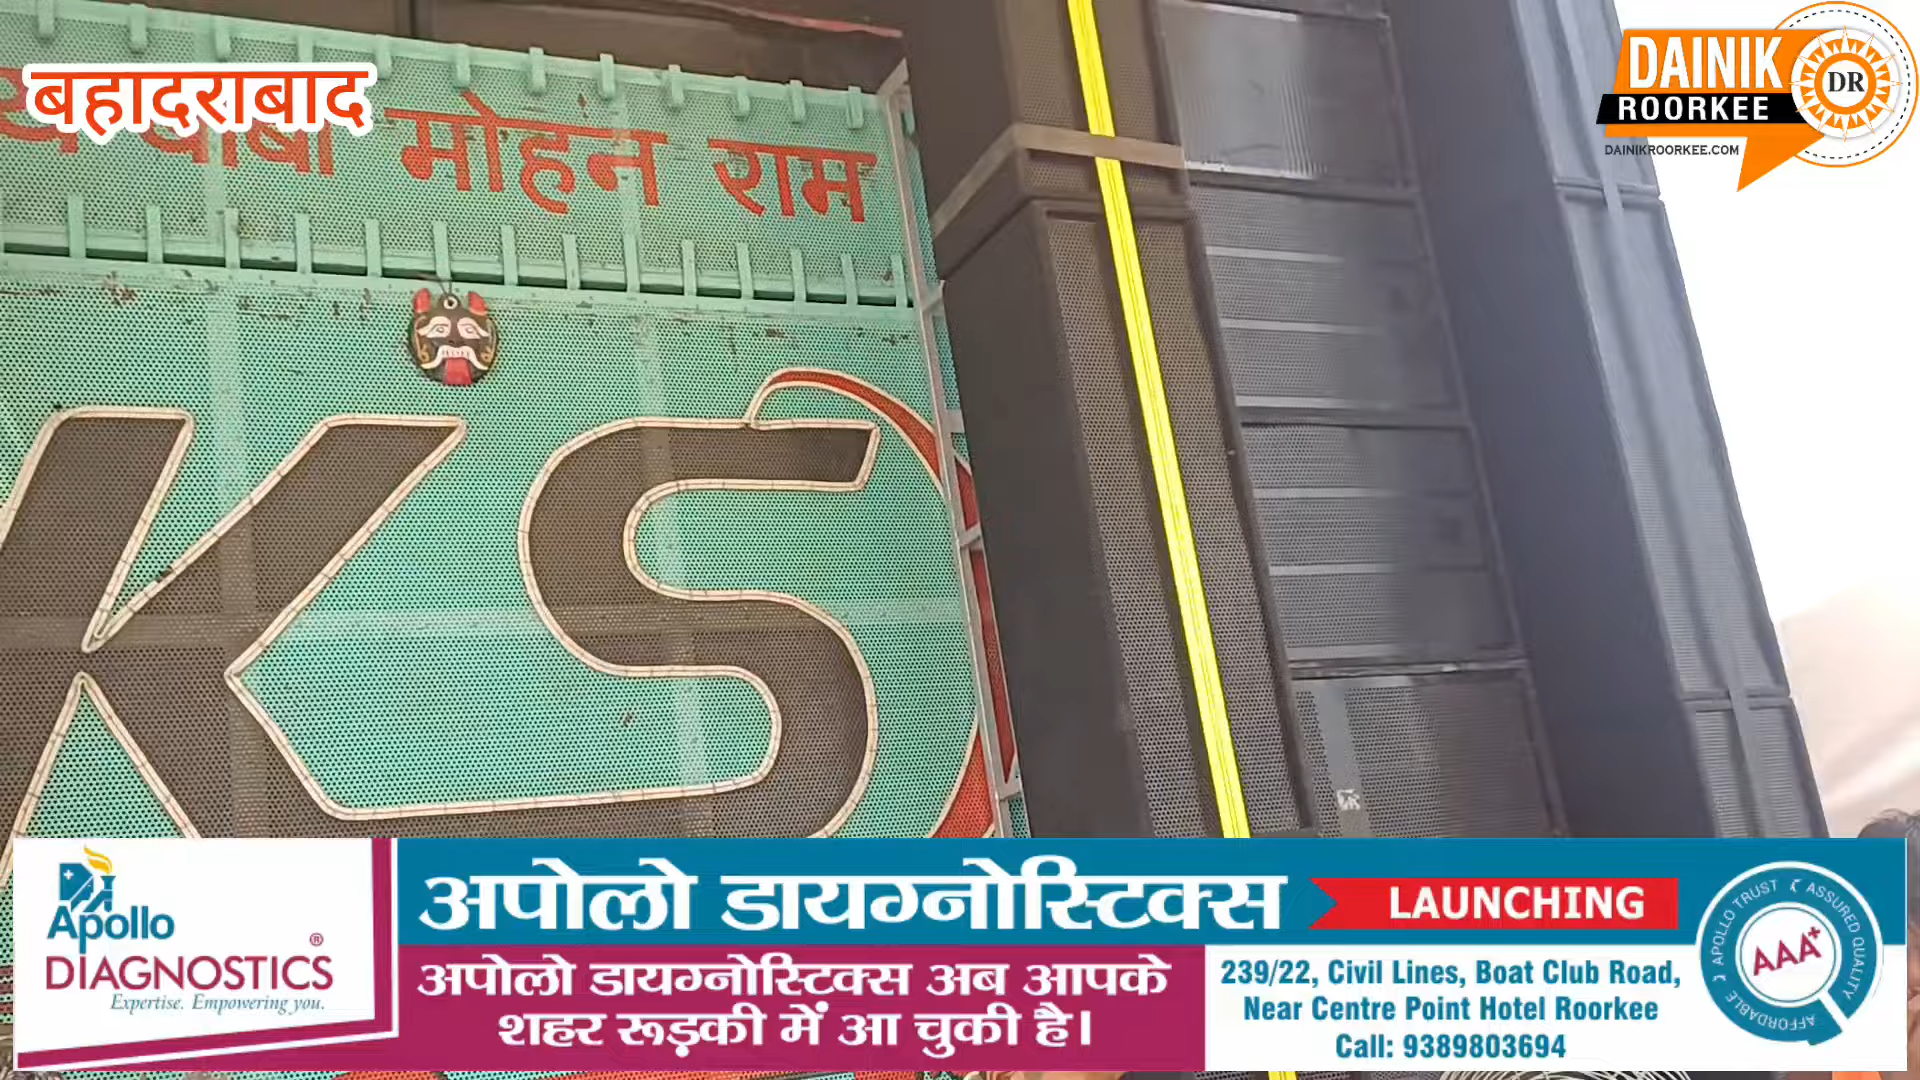 बहादराबाद
बाबा मोहन राम
KS
DAINIK
ROORKEE
DR
DAINIKROORKEE.COM
Apollo
DIAGNOSTICS®
Expertise. Empowering you.
अपोलो डायग्नोस्टिक्स
LAUNCHING
अपोलो डायग्नोस्टिक्स अब आपके
शहर रूड़की में आ चुकी है।
239/22, Civil Lines, Boat Club Road,
Near Centre Point Hotel Roorkee
Call: 9389803694
APOLLO TRUST
ASSURED QUALITY
AFFORDABLE
AAA+